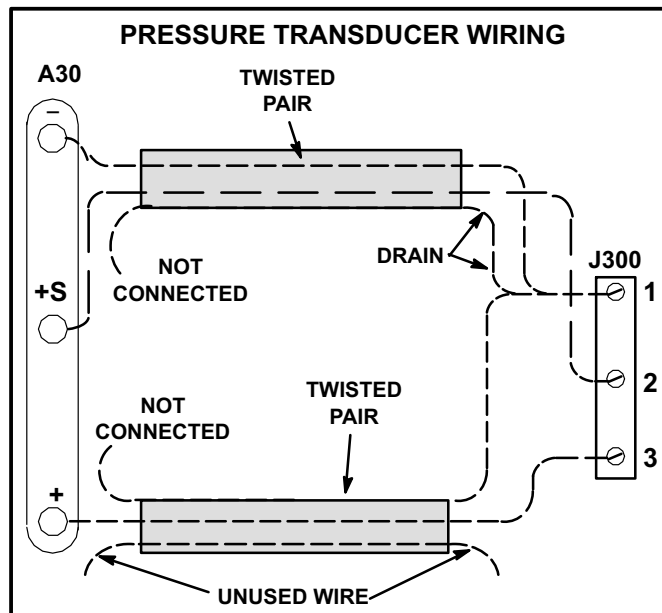 PRESSURE TRANSDUCER WIRING
A30
TWISTED
PAIR
–
DRAIN
NOT
CONNECTED
J300
+S
1
2
NOT
CONNECTED
TWISTED
PAIR
3
+
UNUSED WIRE